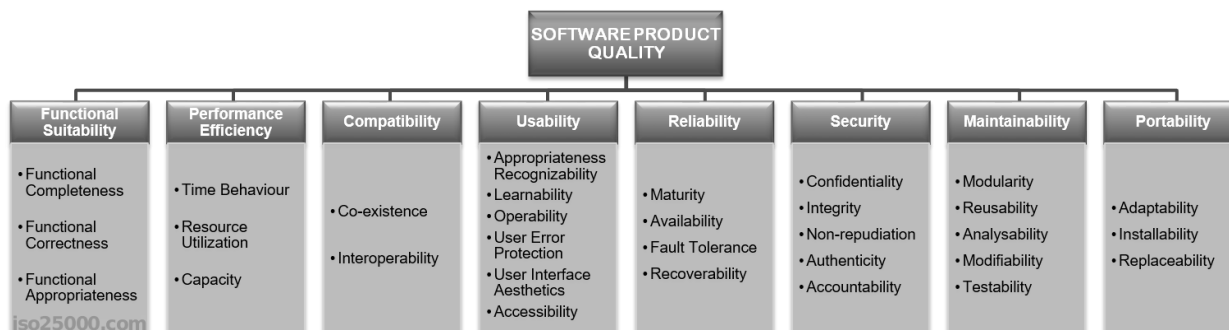 SOFTWARE PRODUCT
QUALITY
Functional
Suitability
• Functional
Completeness
• Functional
Correctness
• Functional
Appropriateness
Performance
Efficiency
• Time Behaviour
• Resource
Utilization
• Capacity
Compatibility
• Co-existence
• Interoperability
Usability
• Appropriateness
Recognizability
• Learnability
• Operability
• User Error
Protection
• User Interface
Aesthetics
• Accessibility
Reliability
• Maturity
• Availability
• Fault Tolerance
• Recoverability
Security
• Confidentiality
• Integrity
• Non-repudiation
• Authenticity
• Accountability
Maintainability
• Modularity
• Reusability
• Analysability
• Modifiability
• Testability
Portability
• Adaptability
• Installability
• Replaceability
iso25000.com